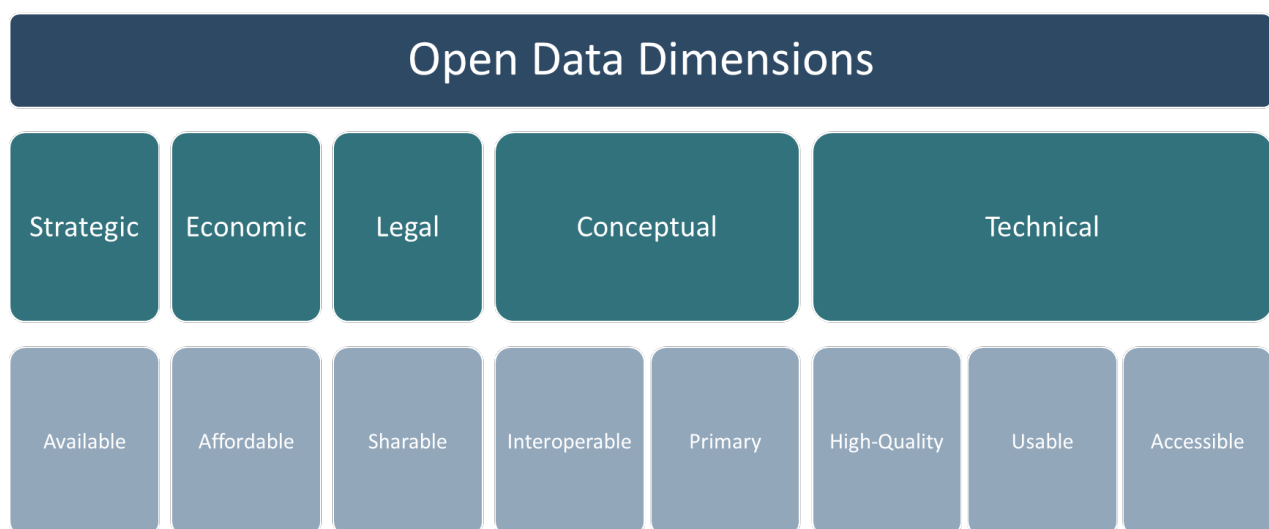 Open Data Dimensions
Strategic
Economic
Legal
Conceptual
Technical
Available
Affordable
Sharable
Interoperable
Primary
High-Quality
Usable
Accessible